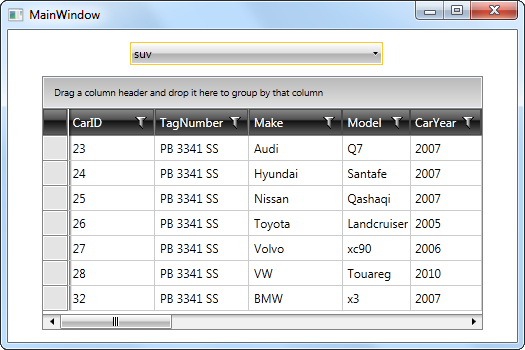 MainWindow
suv
Drag a column header and drop it here to group by that column
CarID TagNumber Make Model CarYear
23 PB 3341 SS Audi Q7 2007
24 PB 3341 SS Hyundai Santafe 2007
25 PB 3341 SS Nissan Qashaqi 2007
26 PB 3341 SS Toyota Landcruiser 2005
27 PB 3341 SS Volvo xc90 2006
28 PB 3341 SS VW Touareg 2010
32 PB 3341 SS BMW x3 2007